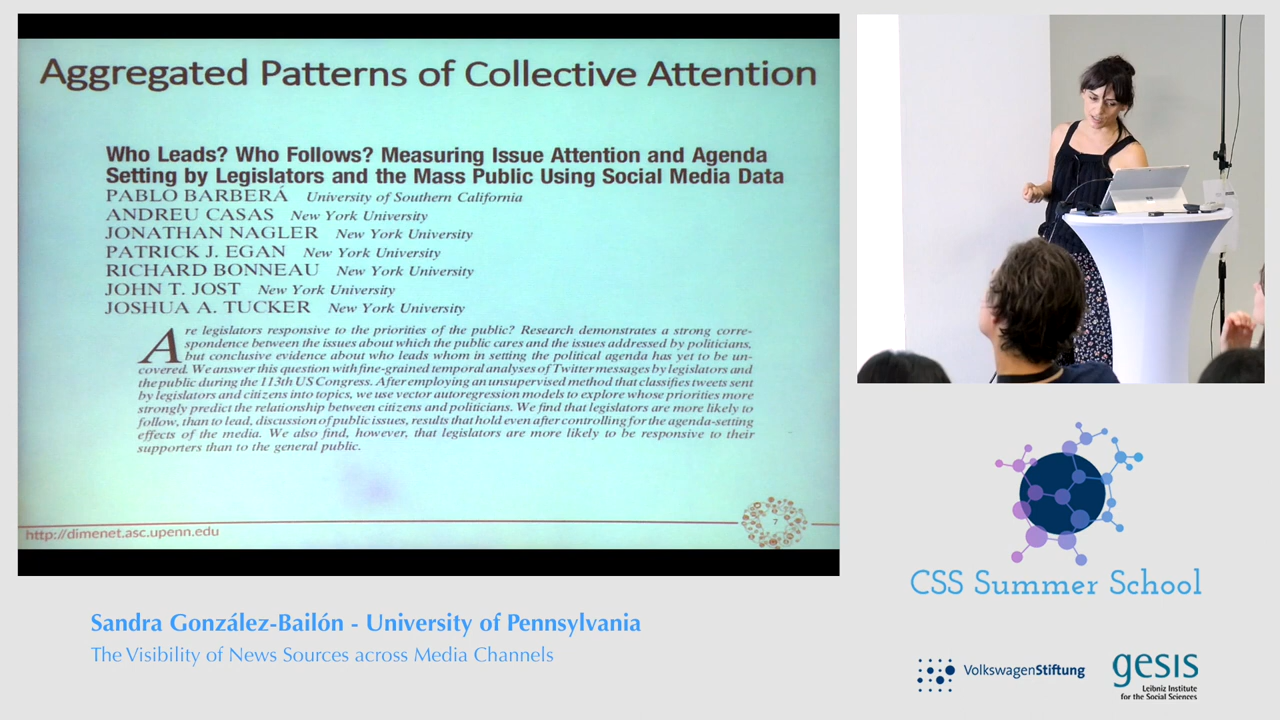 Aggregated Patterns of Collective Attention
Who Leads? Who Follows? Measuring Issue Attention and Agenda
Setting by Legislators and the Mass Public Using Social Media Data
PABLO BARBERÁ University of Southern California
ANDREU CASAS New York University
JONATHAN NAGLER New York University
PATRICK J. EGAN New York University
RICHARD BONNEAU New York University
JOHN T. JOST New York University
JOSHUA A. TUCKER New York University
Are legislators responsive to the priorities of the public? Research demonstrates a strong corre-
spondence between the issues about which the public cares and the issues addressed by politicians,
but conclusive evidence about who leads whom in setting the political agenda has yet to be un-
covered. We answer this question with fine-grained temporal analyses of Twitter messages by legislators and
the public during the 113th US Congress. After employing an unsupervised method that classifies tweets sent
by legislators and citizens into topics, we use vector autoregression models to explore whose priorities more
strongly predict the relationship between citizens and politicians. We find that legislators are more likely to
follow, than to lead, discussion of public issues, results that hold even after controlling for the agenda-setting
effects of the media. We also find, however, that legislators are more likely to be responsive to their
supporters than to the general public.
7
http://dimenet.asc.upenn.edu
CSS Summer School
Sandra González-Bailón - University of Pennsylvania
The Visibility of News Sources across Media Channels
VolkswagenStiftung
gesis
Leibniz Institute
for the Social Sciences